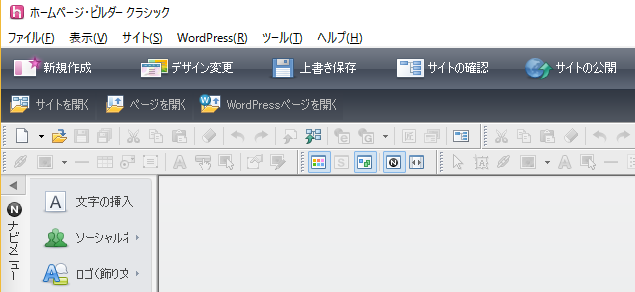 ホームページ・ビルダー クラシック
ファイル(F) 表示(V) サイト(S) WordPress(R) ツール(T) ヘルプ(H)
新規作成 デザイン変更 上書き保存 サイトの確認 サイトの公開
サイトを開く ページを開く WordPressページを開く
ナビメニュー
文字の挿入
ソーシャルネ
ロゴ(飾り文